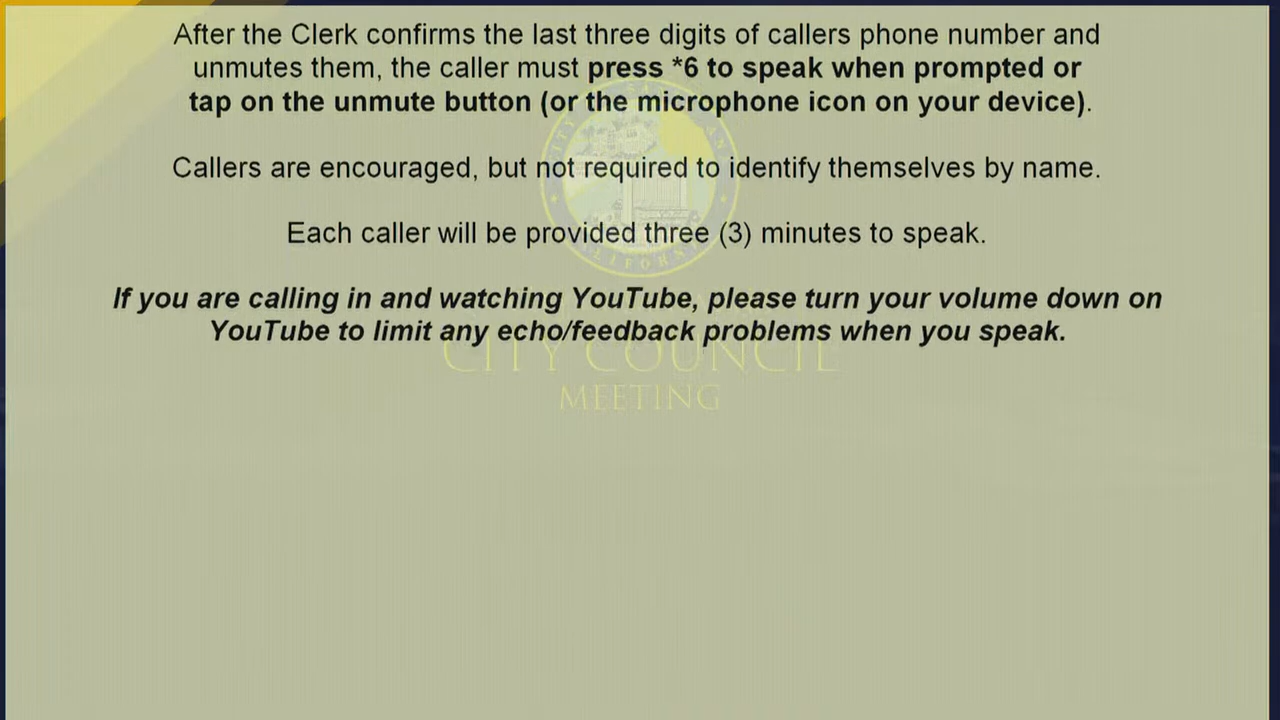 After the Clerk confirms the last three digits of callers phone number and
unmutes them, the caller must press *6 to speak when prompted or
tap on the unmute button (or the microphone icon on your device).
Callers are encouraged, but not required to identify themselves by name.
Each caller will be provided three (3) minutes to speak.
If you are calling in and watching YouTube, please turn your volume down on
YouTube to limit any echo/feedback problems when you speak.
CITY COUNCIL
MEETING